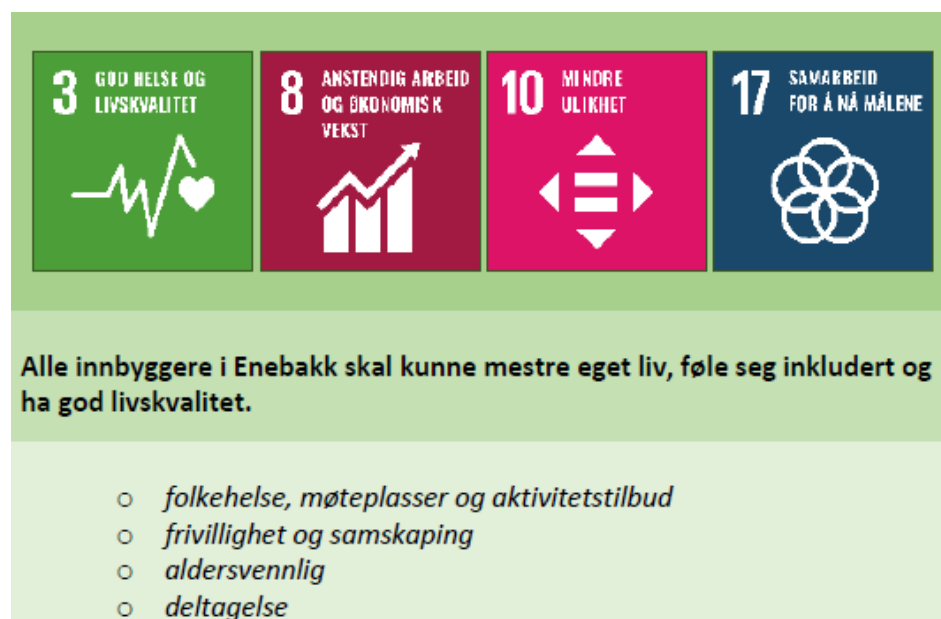 3 GOD HELSE OG
LIVSKVALITET
8 ANSTENDIG ARBEID
OG ØKONOMISK
VEKST
10 MINDRE
ULIKHET
17 SAMARBEID
FOR Å NÅ MÅLENE
Alle innbyggere i Enebakk skal kunne mestre eget liv, føle seg inkludert og
ha god livskvalitet.
o folkehelse, møteplasser og aktivitetstilbud
o frivillighet og samskaping
o aldersvennlig
o deltagelse